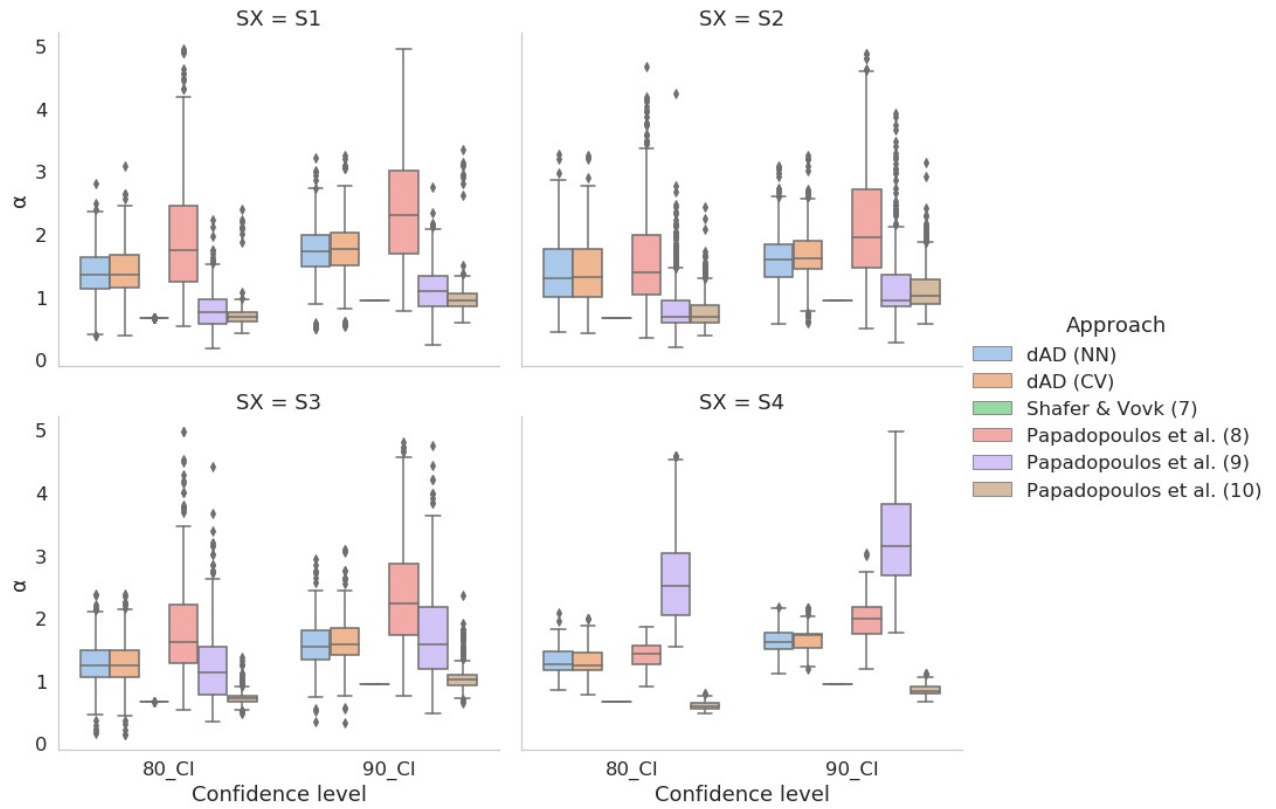 SX = S1
SX = S2
5
4
3
2
1
0
α
SX = S3
SX = S4
5
4
3
2
1
0
α
80_CI
90_CI
80_CI
90_CI
Confidence level
Confidence level
Approach
dAD (NN)
dAD (CV)
Shafer & Vovk (7)
Papadopoulos et al. (8)
Papadopoulos et al. (9)
Papadopoulos et al. (10)